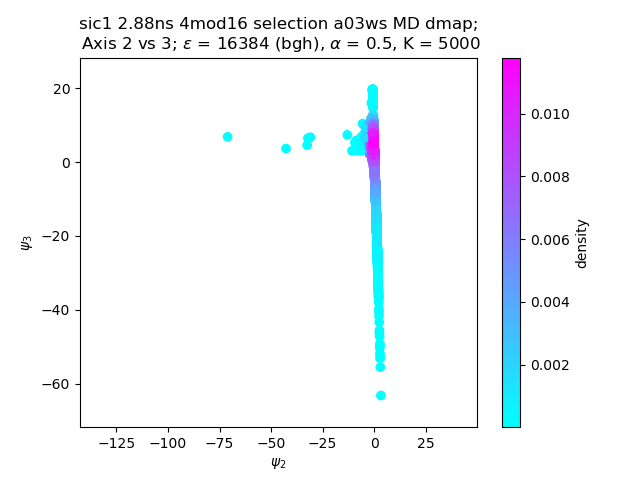 sic1 2.88ns 4mod16 selection a03ws MD dmap;
Axis 2 vs 3; ε = 16384 (bgh), α = 0.5, K = 5000
20
0
−20
−40
−60
ψ3
−125 −100 −75 −50 −25 0 25
ψ2
0.010
0.008
0.006
0.004
0.002
density